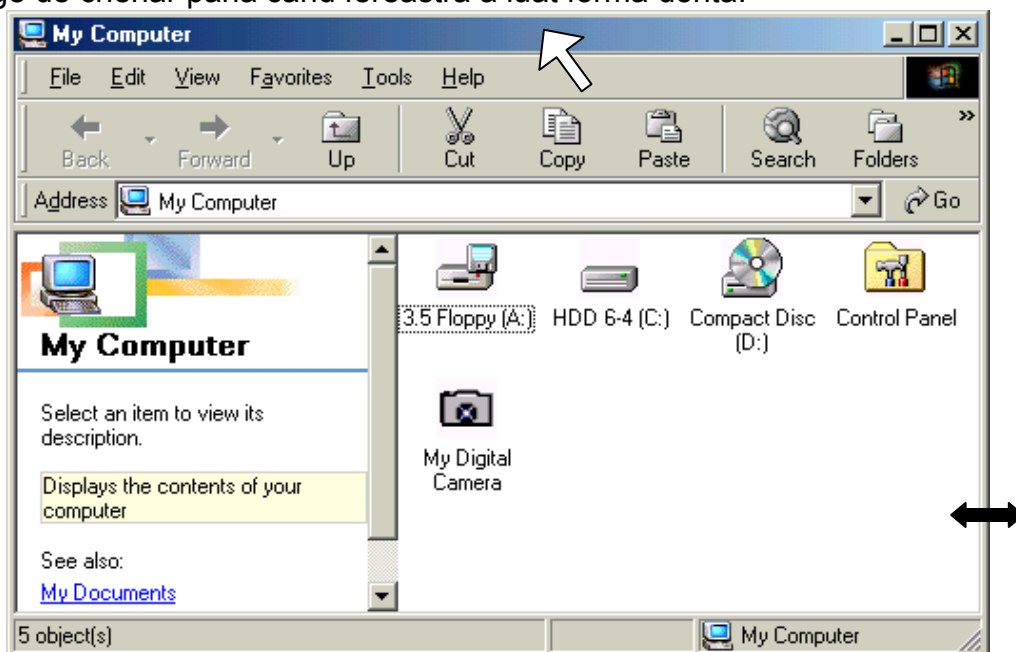 My Computer
File Edit View Favorites Tools Help
Back Forward Up Cut Copy Paste Search Folders »
Address My Computer Go
My Computer
Select an item to view its
description.
Displays the contents of your
computer
See also:
My Documents
3.5 Floppy (A:) HDD 6-4 (C:) Compact Disc Control Panel
(D:)
My Digital
Camera
5 object(s) My Computer